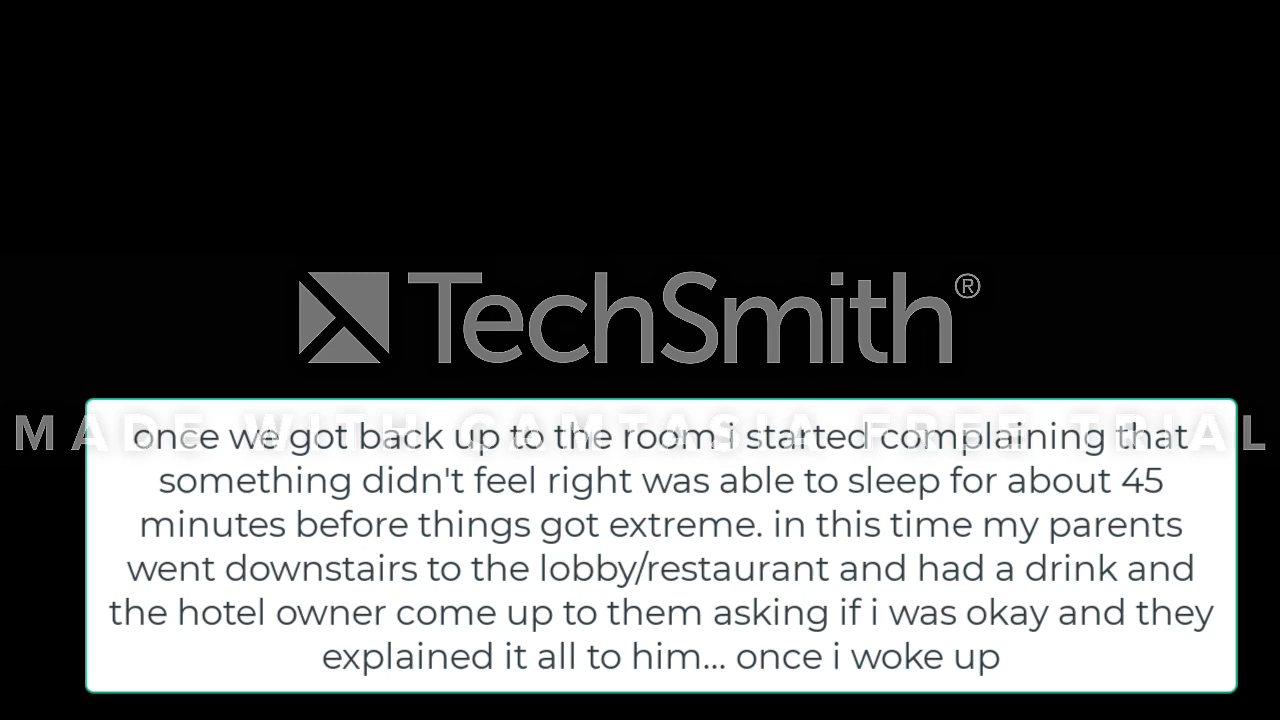 TechSmith®
MADE WITH CAMTASIA FREE TRIAL
once we got back up to the room i started complaining that
something didn't feel right was able to sleep for about 45
minutes before things got extreme. in this time my parents
went downstairs to the lobby/restaurant and had a drink and
the hotel owner come up to them asking if i was okay and they
explained it all to him... once i woke up